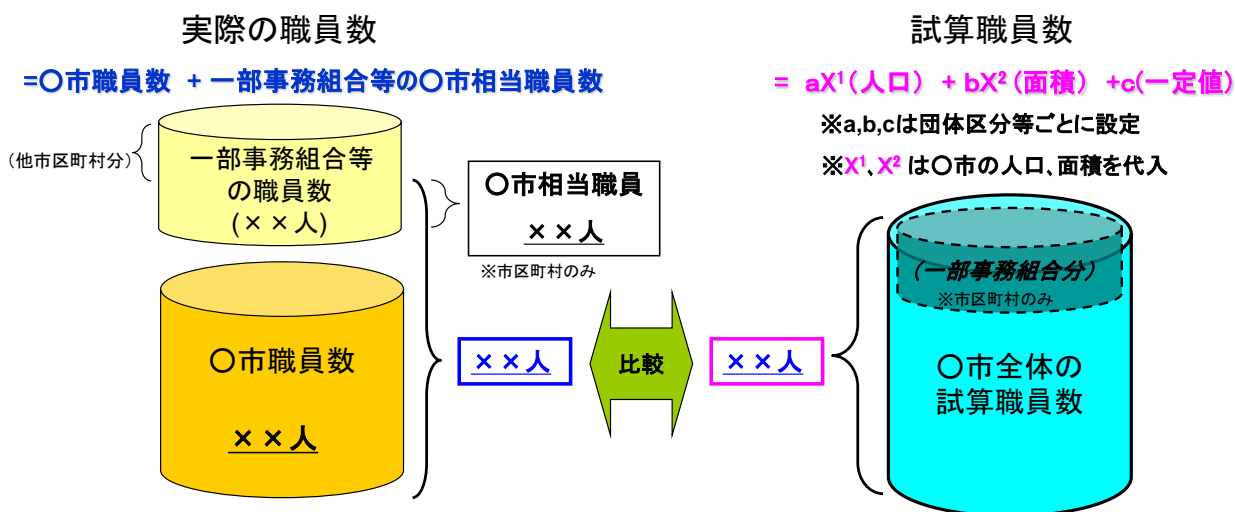 実際の職員数
=〇市職員数 + 一部事務組合等の〇市相当職員数
(他市区町村分)
一部事務組合等
の職員数
(××人)
〇市相当職員
××人
※市区町村のみ
〇市職員数
××人
××人
比較
××人
試算職員数
= aX¹(人口) + bX²(面積) +c(一定値)
※a,b,cは団体区分等ごとに設定
※X¹、X² は〇市の人口、面積を代入
(一部事務組合分)
※市区町村のみ
〇市全体の
試算職員数